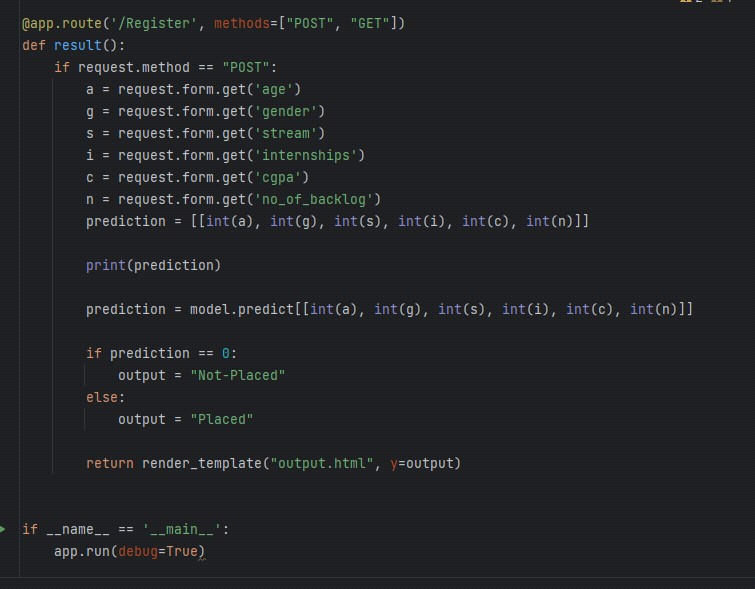 @app.route('/Register', methods=["POST", "GET"])
def result():
    if request.method == "POST":
        a = request.form.get('age')
        g = request.form.get('gender')
        s = request.form.get('stream')
        i = request.form.get('internships')
        c = request.form.get('cgpa')
        n = request.form.get('no_of_backlog')
        prediction = [[int(a), int(g), int(s), int(i), int(c), int(n)]]
        print(prediction)
        prediction = model.predict[[int(a), int(g), int(s), int(i), int(c), int(n)]]
        if prediction == 0:
            output = "Not-Placed"
        else:
            output = "Placed"
        return render_template("output.html", y=output)
if __name__ == '__main__':
    app.run(debug=True)